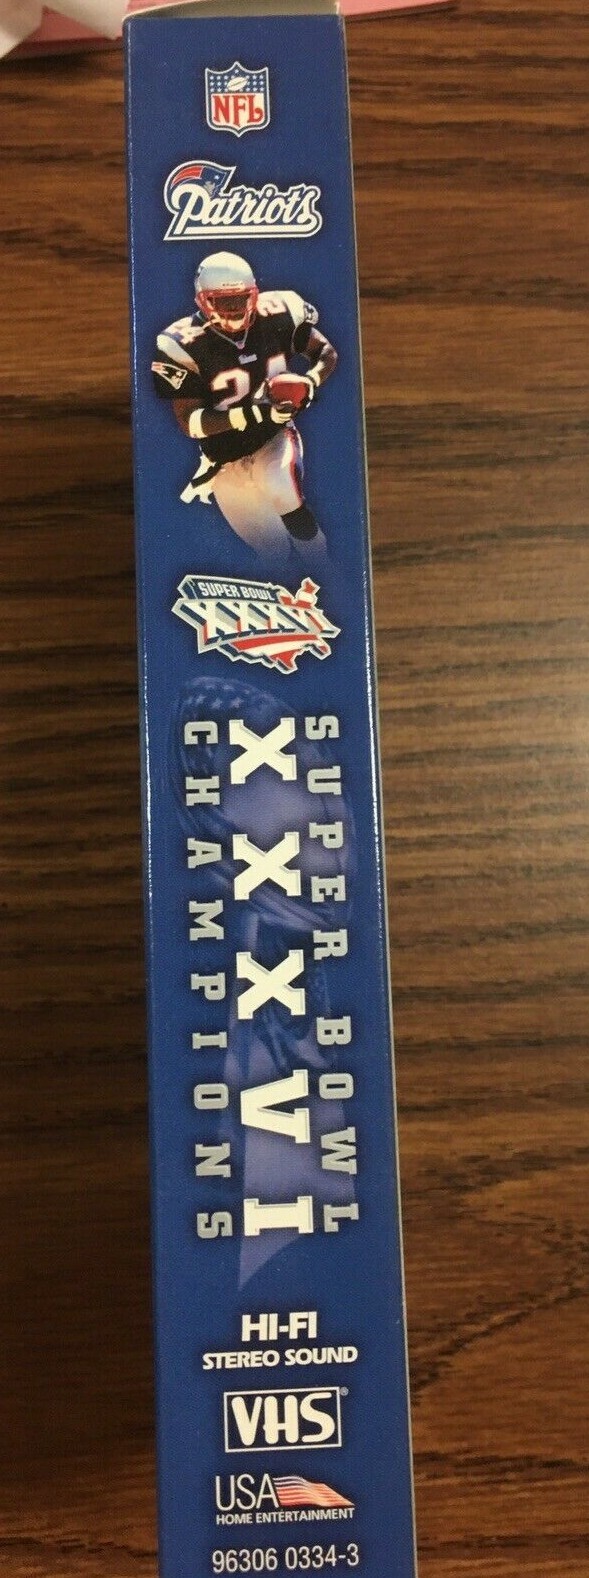 NFL
Patriots
24
24
SUPER BOWL
XXXVI
SUPER BOWL
XXXVI
CHAMPIONS
HI-FI
STEREO SOUND
VHS®
USA
HOME ENTERTAINMENT
96306 0334-3